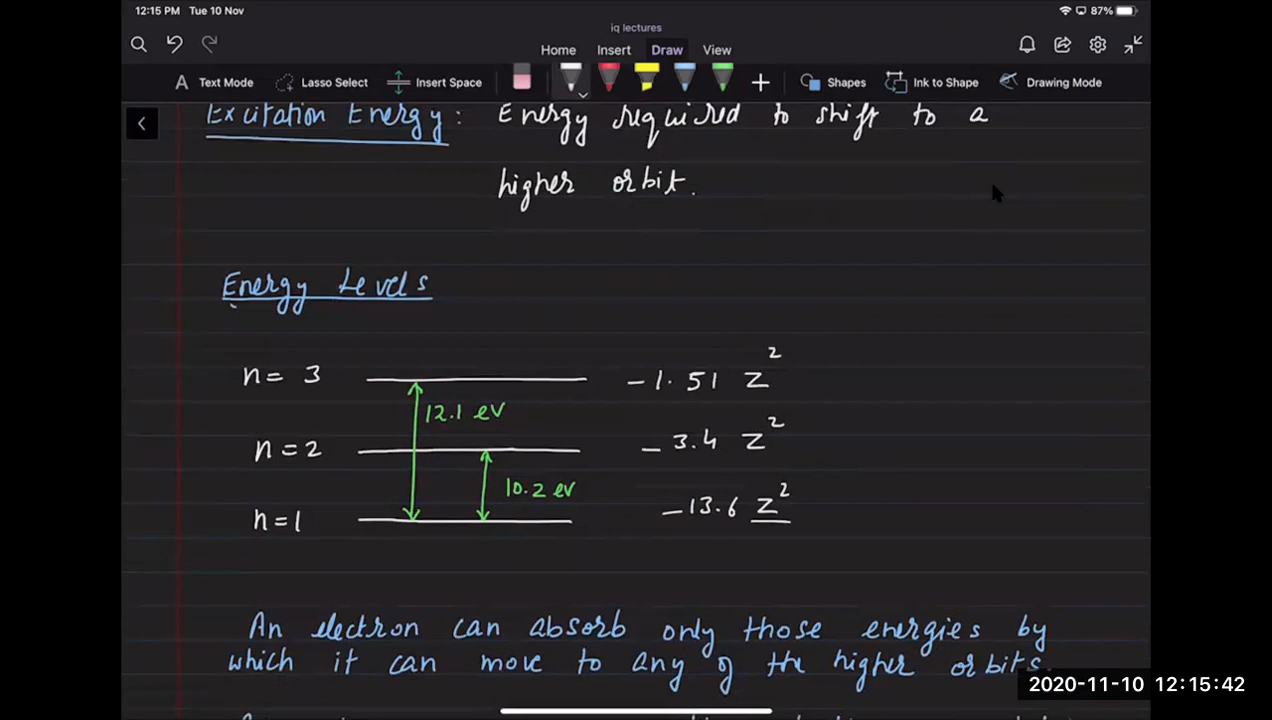 12:15 PM Tue 10 Nov
87%
iq lectures
Home Insert Draw View
Text Mode Lasso Select Insert Space Shapes Ink to Shape Drawing Mode
Excitation Energy : Energy required to shift to a
higher orbit.
Energy Levels
n = 3 -1.51 Z²
12.1 ev
n = 2 -3.4 Z²
10.2 ev
n=1 -13.6 Z²
An electron can absorb only those energies by
which it can move to any of the higher orbits.
2020-11-10 12:15:42